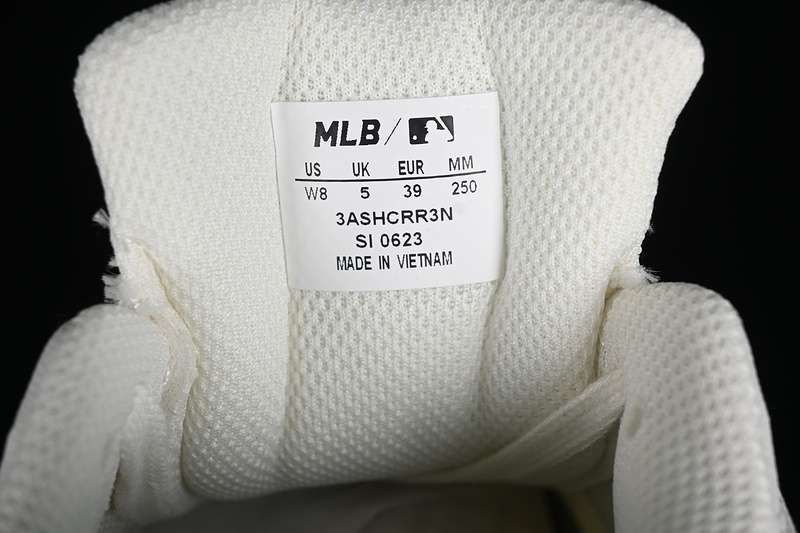 MLB /
US UK EUR MM
W8 5 39 250
3ASHCRR3N
SI 0623
MADE IN VIETNAM